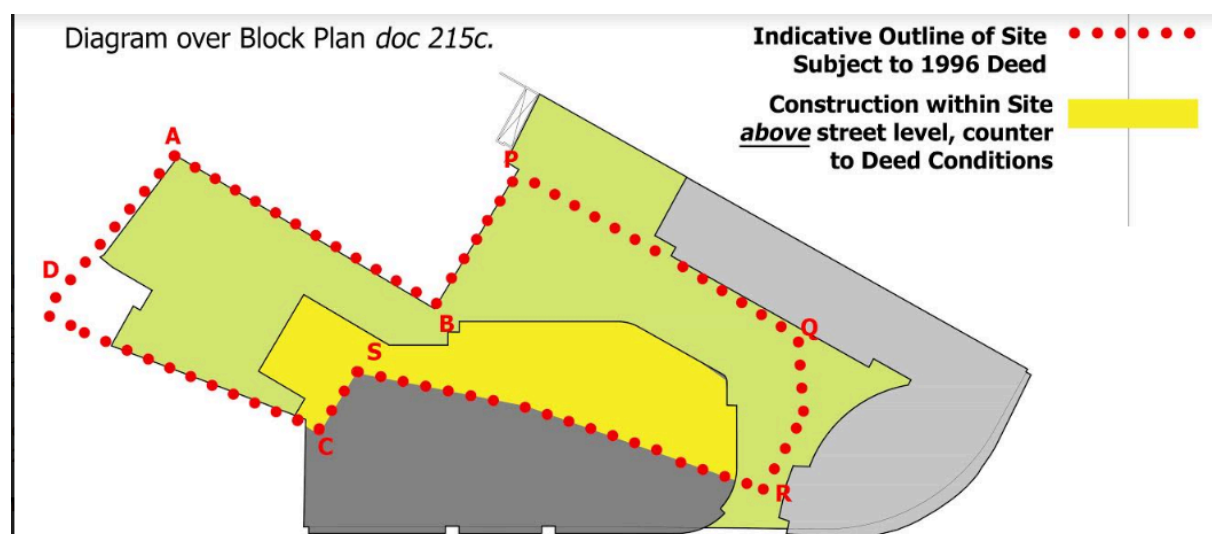 Diagram over Block Plan doc 215c.
Indicative Outline of Site
Subject to 1996 Deed
Construction within Site
above street level, counter
to Deed Conditions
A
P
D
B
Q
S
C
R